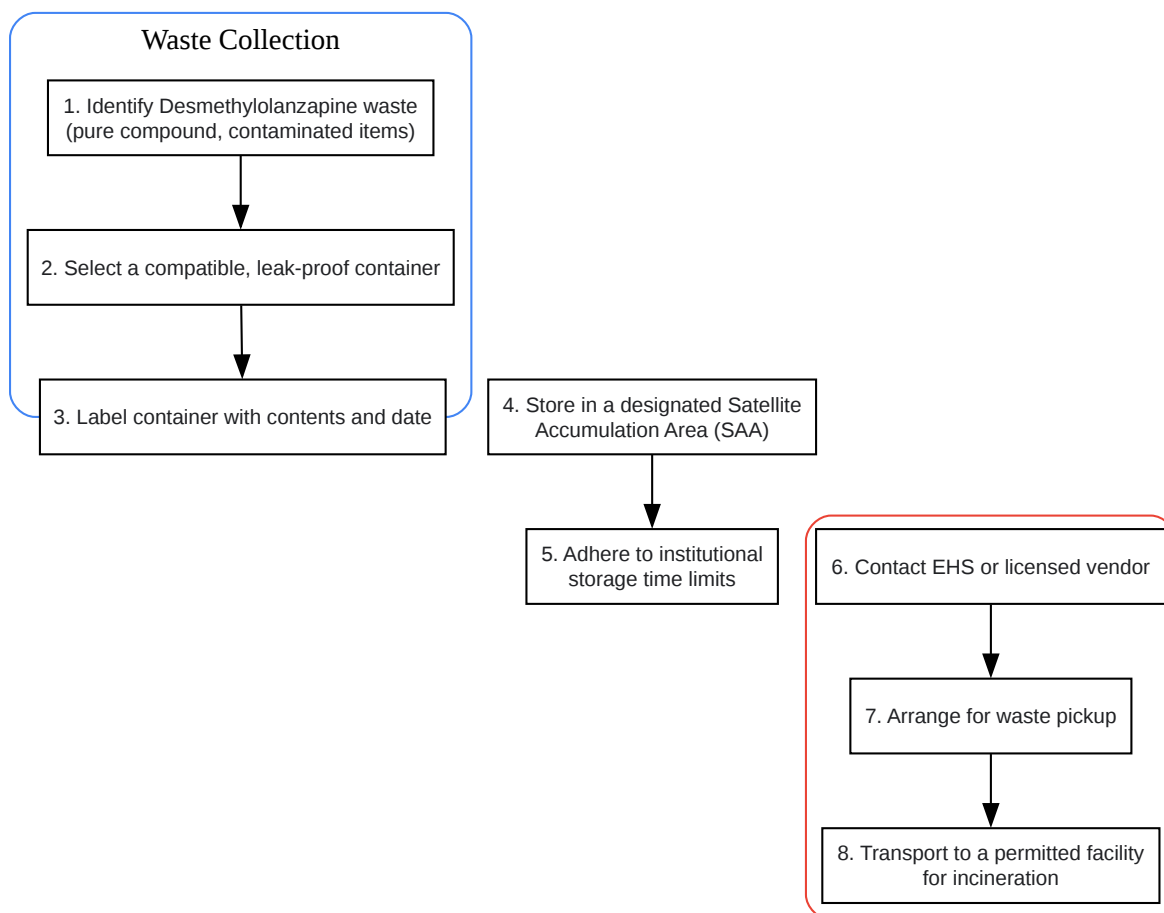 Waste Collection
1. Identify Desmethylolanzapine waste
(pure compound, contaminated items)
2. Select a compatible, leak-proof container
3. Label container with contents and date
4. Store in a designated Satellite
Accumulation Area (SAA)
5. Adhere to institutional
storage time limits
6. Contact EHS or licensed vendor
7. Arrange for waste pickup
8. Transport to a permitted facility
for incineration